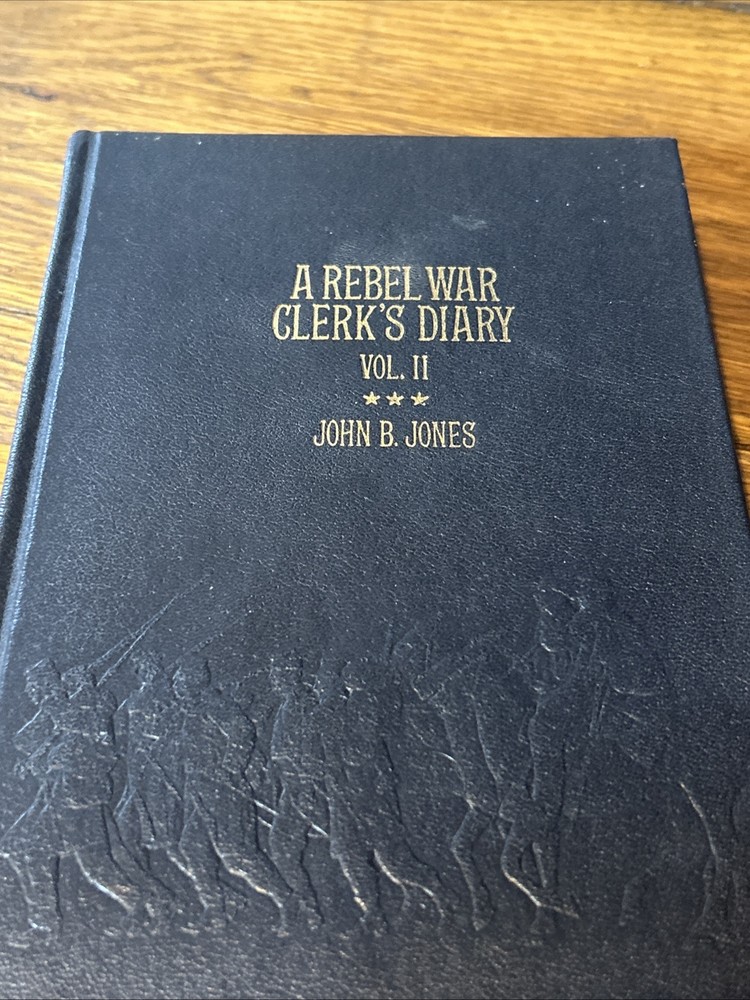 A REBEL WAR
CLERK'S DIARY
VOL. II
JOHN B. JONES